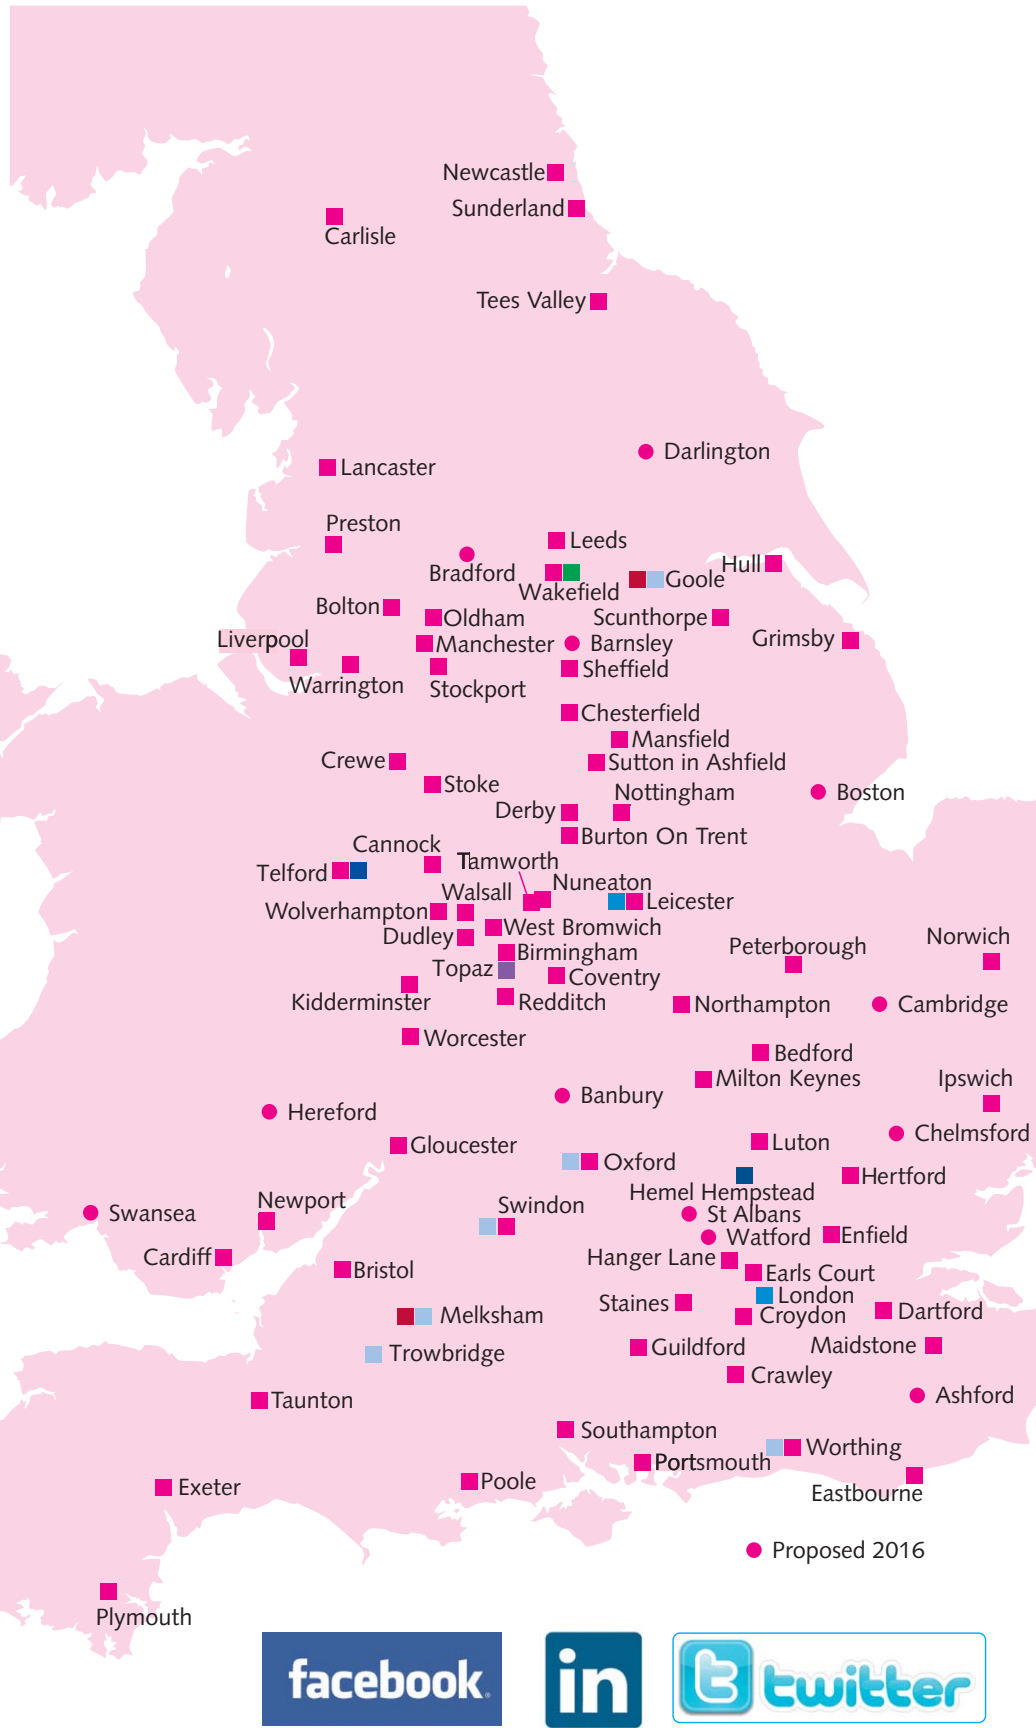 Newcastle
Sunderland
Carlisle
Tees Valley
Darlington
Lancaster
Preston
Leeds
Bradford
Hull
Wakefield
Goole
Bolton
Oldham
Scunthorpe
Liverpool
Manchester
Barnsley
Grimsby
Sheffield
Warrington
Stockport
Chesterfield
Mansfield
Crewe
Sutton in Ashfield
Stoke
Nottingham
Boston
Derby
Burton On Trent
Cannock
Tamworth
Telford
Nuneaton
Walsall
Leicester
Wolverhampton
West Bromwich
Dudley
Norwich
Peterborough
Birmingham
Topaz
Coventry
Kidderminster
Redditch
Northampton
Cambridge
Worcester
Bedford
Milton Keynes
Ipswich
Banbury
Hereford
Chelmsford
Gloucester
Luton
Oxford
Hertford
Hemel Hempstead
Newport
Swindon
Swansea
St Albans
Watford
Enfield
Cardiff
Hanger Lane
Bristol
Earls Court
London
Staines
Dartford
Melksham
Croydon
Guildford
Maidstone
Trowbridge
Crawley
Ashford
Taunton
Southampton
Worthing
Portsmouth
Poole
Exeter
Eastbourne
Proposed 2016
Plymouth
facebook
in
t twitter